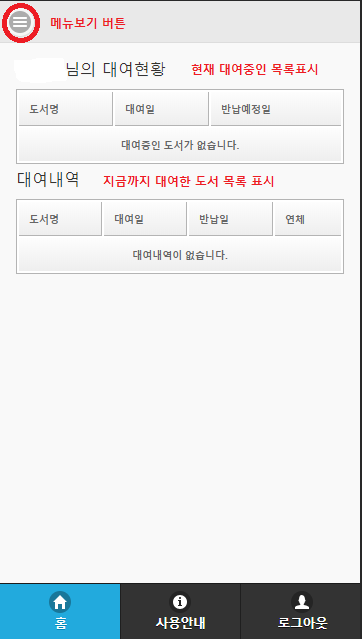 메뉴보기 버튼
님의 대여현황 현재 대여중인 목록표시
도서명 대여일 반납예정일
대여중인 도서가 없습니다.
대여내역 지금까지 대여한 도서 목록 표시
도서명 대여일 반납일 연체
대여내역이 없습니다.
홈 사용안내 로그아웃